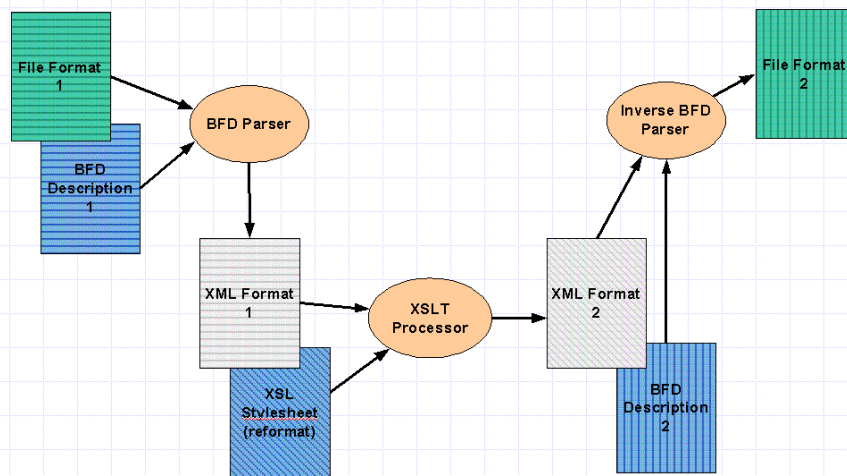 File Format
1
BFD Parser
BFD
Description
1
XML Format
1
XSL
Stylesheet
(reformat)
XSLT
Processor
XML Format
2
BFD
Description
2
Inverse BFD
Parser
File Format
2